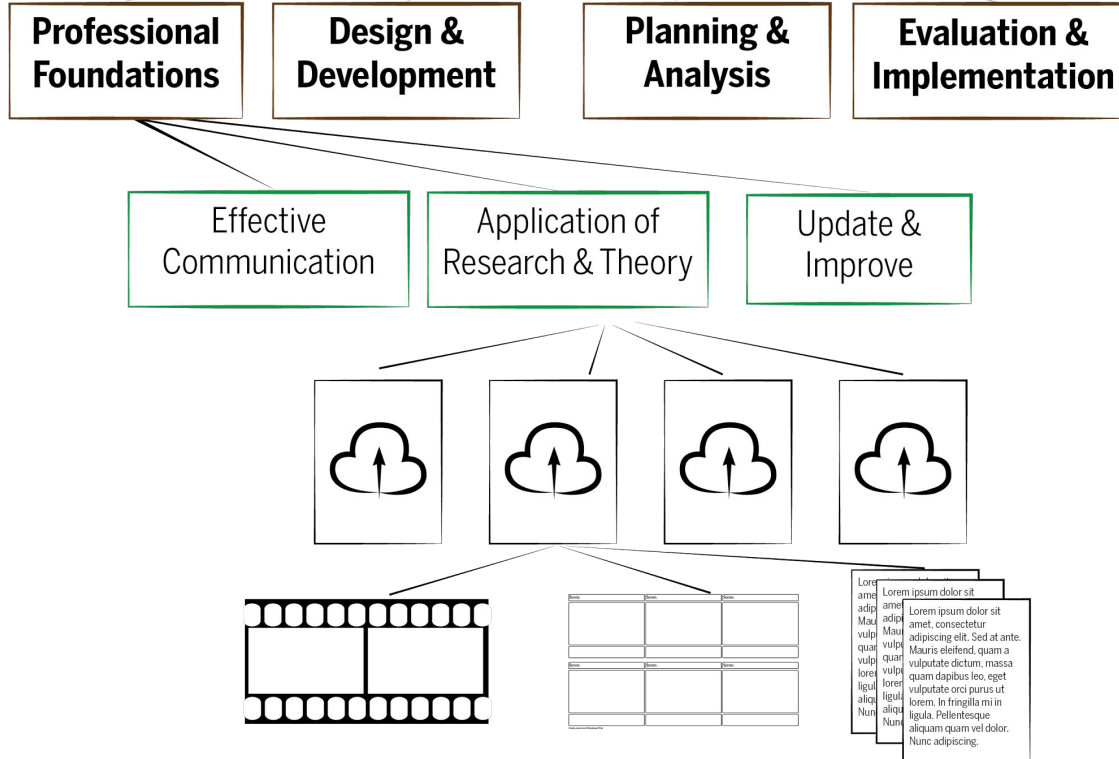 Professional
Foundations
Design &
Development
Planning &
Analysis
Evaluation &
Implementation
Effective
Communication
Application of
Research & Theory
Update &
Improve
Lorem ipsum dolor sit
amet, consectetur
adipiscing elit. Sed at ante.
Mauris eleifend, quam a
vulputate dictum, massa
quam dapibus leo, eget
vulputate orci purus ut
lorem. In fringilla mi in
ligula. Pellentesque
aliquam quam vel dolor.
Nunc adipiscing.
Lorem ipsum dolor sit